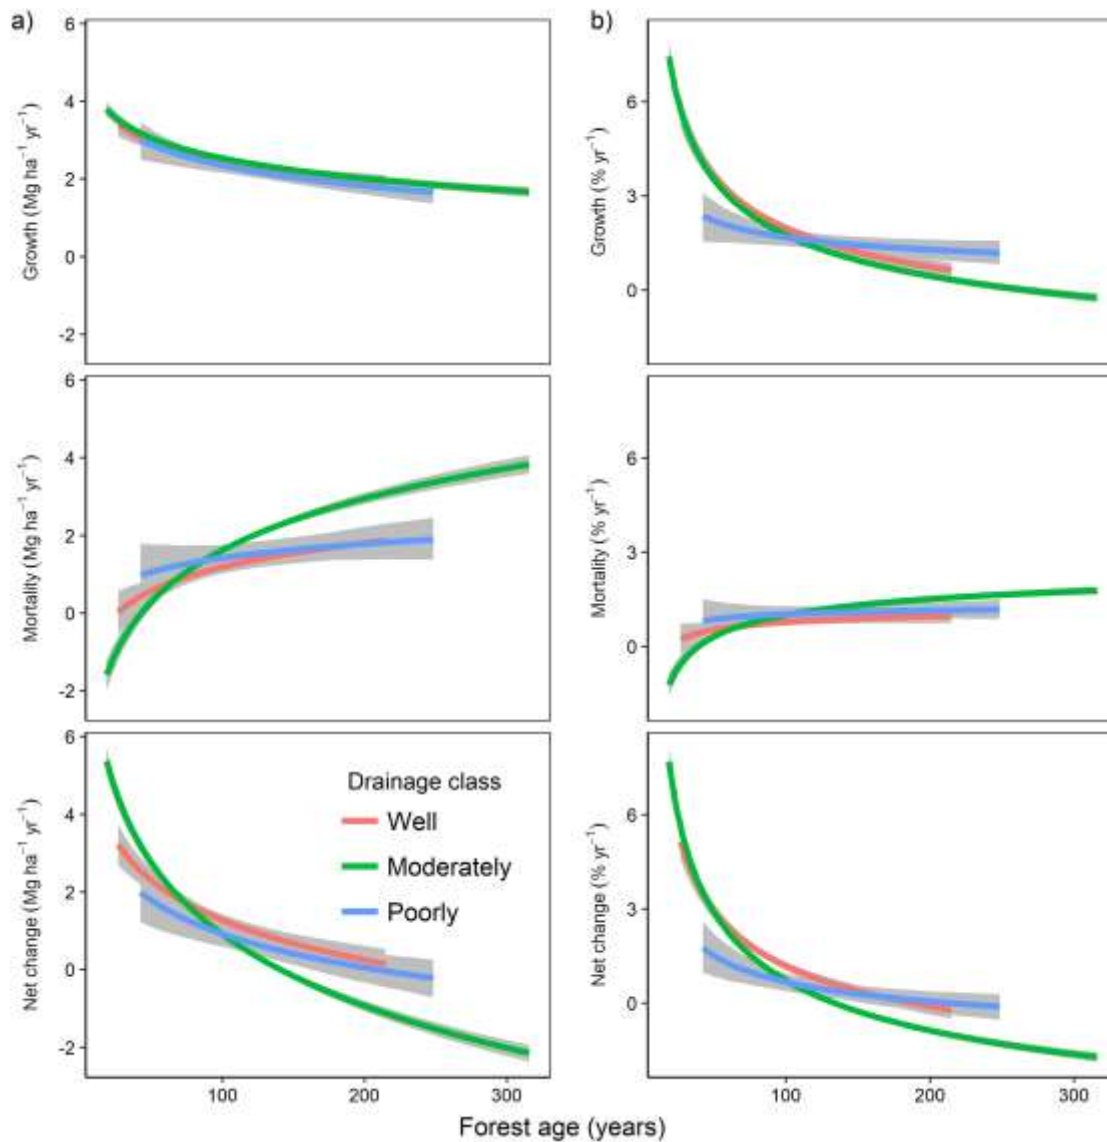 a)
Growth (Mg ha⁻¹ yr⁻¹)
6
4
2
0
-2
b)
Growth (% yr⁻¹)
6
3
0
Mortality (Mg ha⁻¹ yr⁻¹)
6
4
2
0
-2
Mortality (% yr⁻¹)
6
3
0
Net change (Mg ha⁻¹ yr⁻¹)
6
4
2
0
-2
Drainage class
Well
Moderately
Poorly
Net change (% yr⁻¹)
6
3
0
100 200 300
100 200 300
Forest age (years)